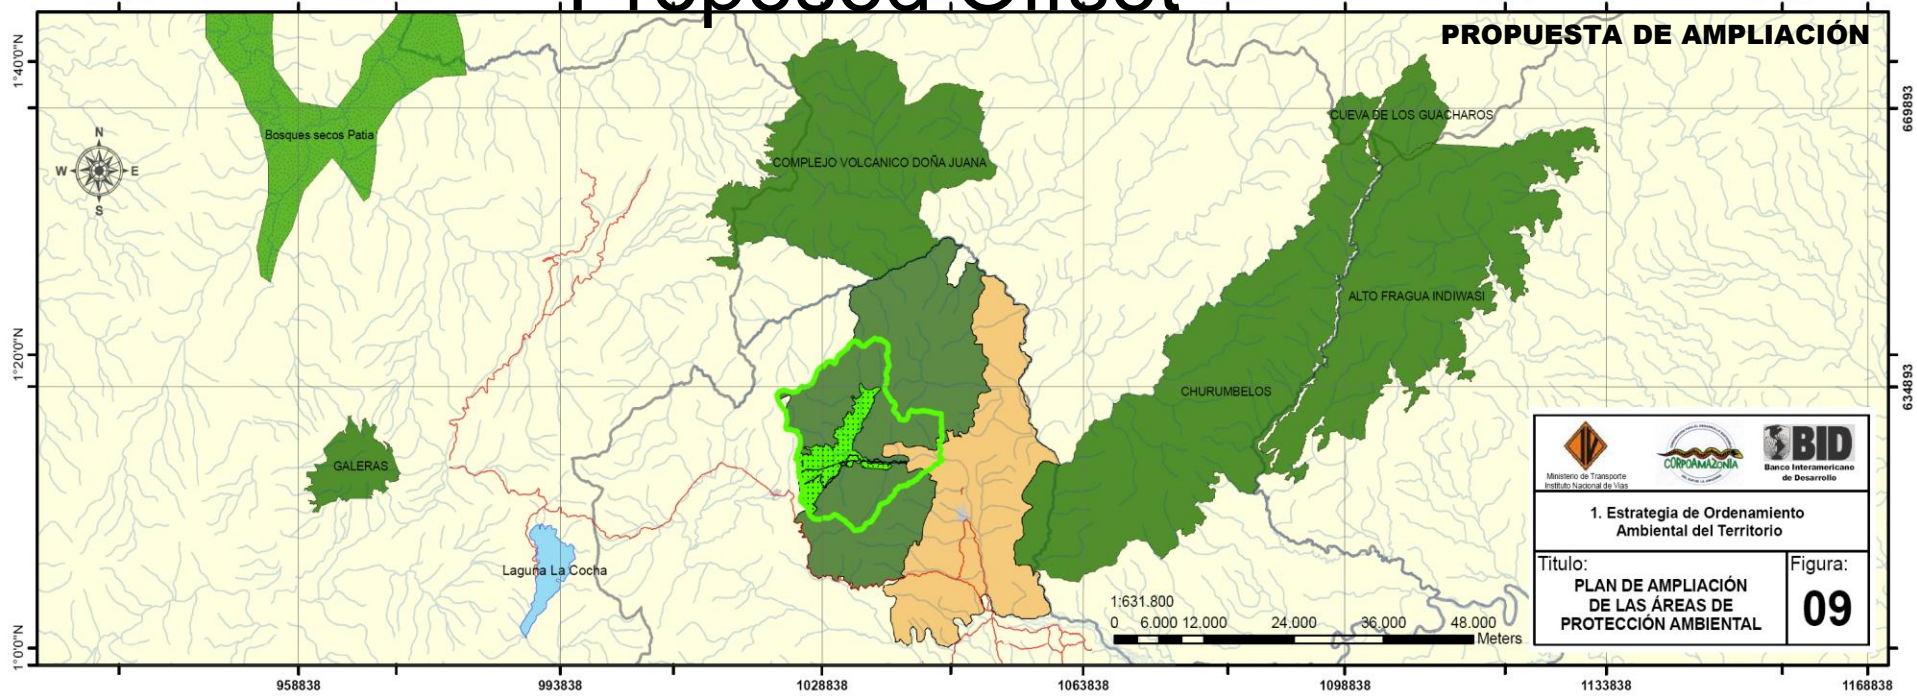 Proposed Offset
PROPUESTA DE AMPLIACIÓN
1°40'0"N
669893
CUEVA DE LOS GUACHAROS
Bosques secos Patia
N
W E
S
COMPLEJO VOLCANICO DOÑA JUANA
ALTO FRAGUA INDIWASI
1°20'0"N
634893
CHURUMBELOS
GALERAS
Laguna La Cocha
Ministerio de Transporte
Instituto Nacional de Vías
CORPOAMAZONIA
BID
Banco Interamericano
de Desarrollo
1. Estrategia de Ordenamiento
Ambiental del Territorio
Titulo:
PLAN DE AMPLIACIÓN
DE LAS ÁREAS DE
PROTECCIÓN AMBIENTAL
Figura:
09
1:631.800
0 6.000 12.000 24.000 36.000 48.000
Meters
1°0'0"N
958838 993838 1028838 1063838 1098838 1133838 1168838